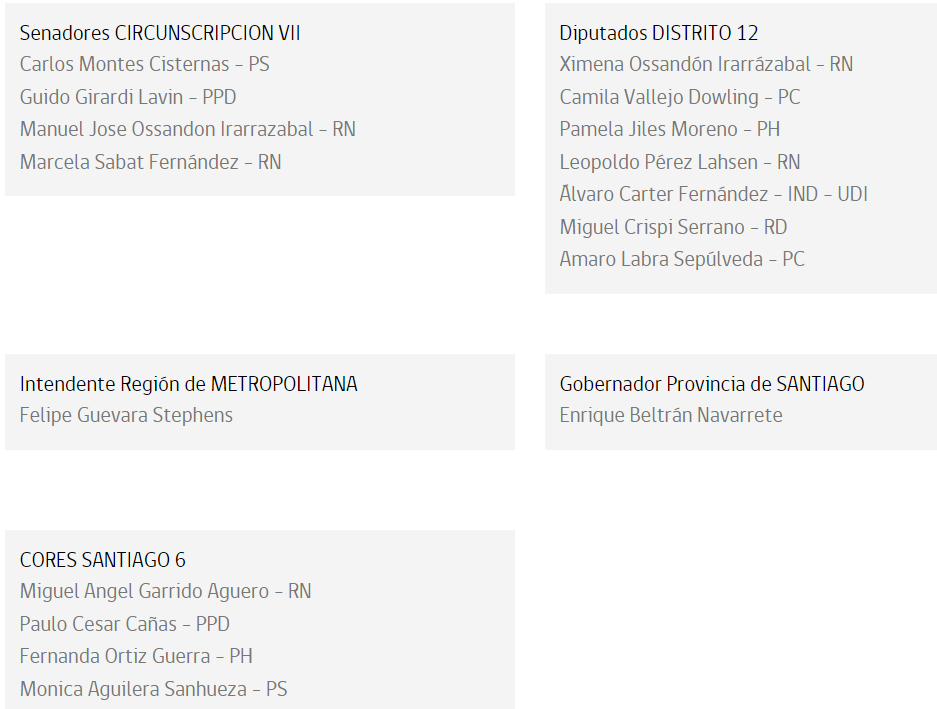 Senadores CIRCUNSCRIPCION VII
Carlos Montes Cisternas – PS
Guido Girardi Lavin – PPD
Manuel Jose Ossandon Irarrazabal – RN
Marcela Sabat Fernández – RN
Diputados DISTRITO 12
Ximena Ossandón Irarrázabal – RN
Camila Vallejo Dowling – PC
Pamela Jiles Moreno – PH
Leopoldo Pérez Lahsen – RN
Álvaro Carter Fernández – IND – UDI
Miguel Crispi Serrano – RD
Amaro Labra Sepúlveda – PC
Intendente Región de METROPOLITANA
Felipe Guevara Stephens
Gobernador Provincia de SANTIAGO
Enrique Beltrán Navarrete
CORES SANTIAGO 6
Miguel Angel Garrido Aguero – RN
Paulo Cesar Cañas – PPD
Fernanda Ortiz Guerra – PH
Monica Aguilera Sanhueza – PS